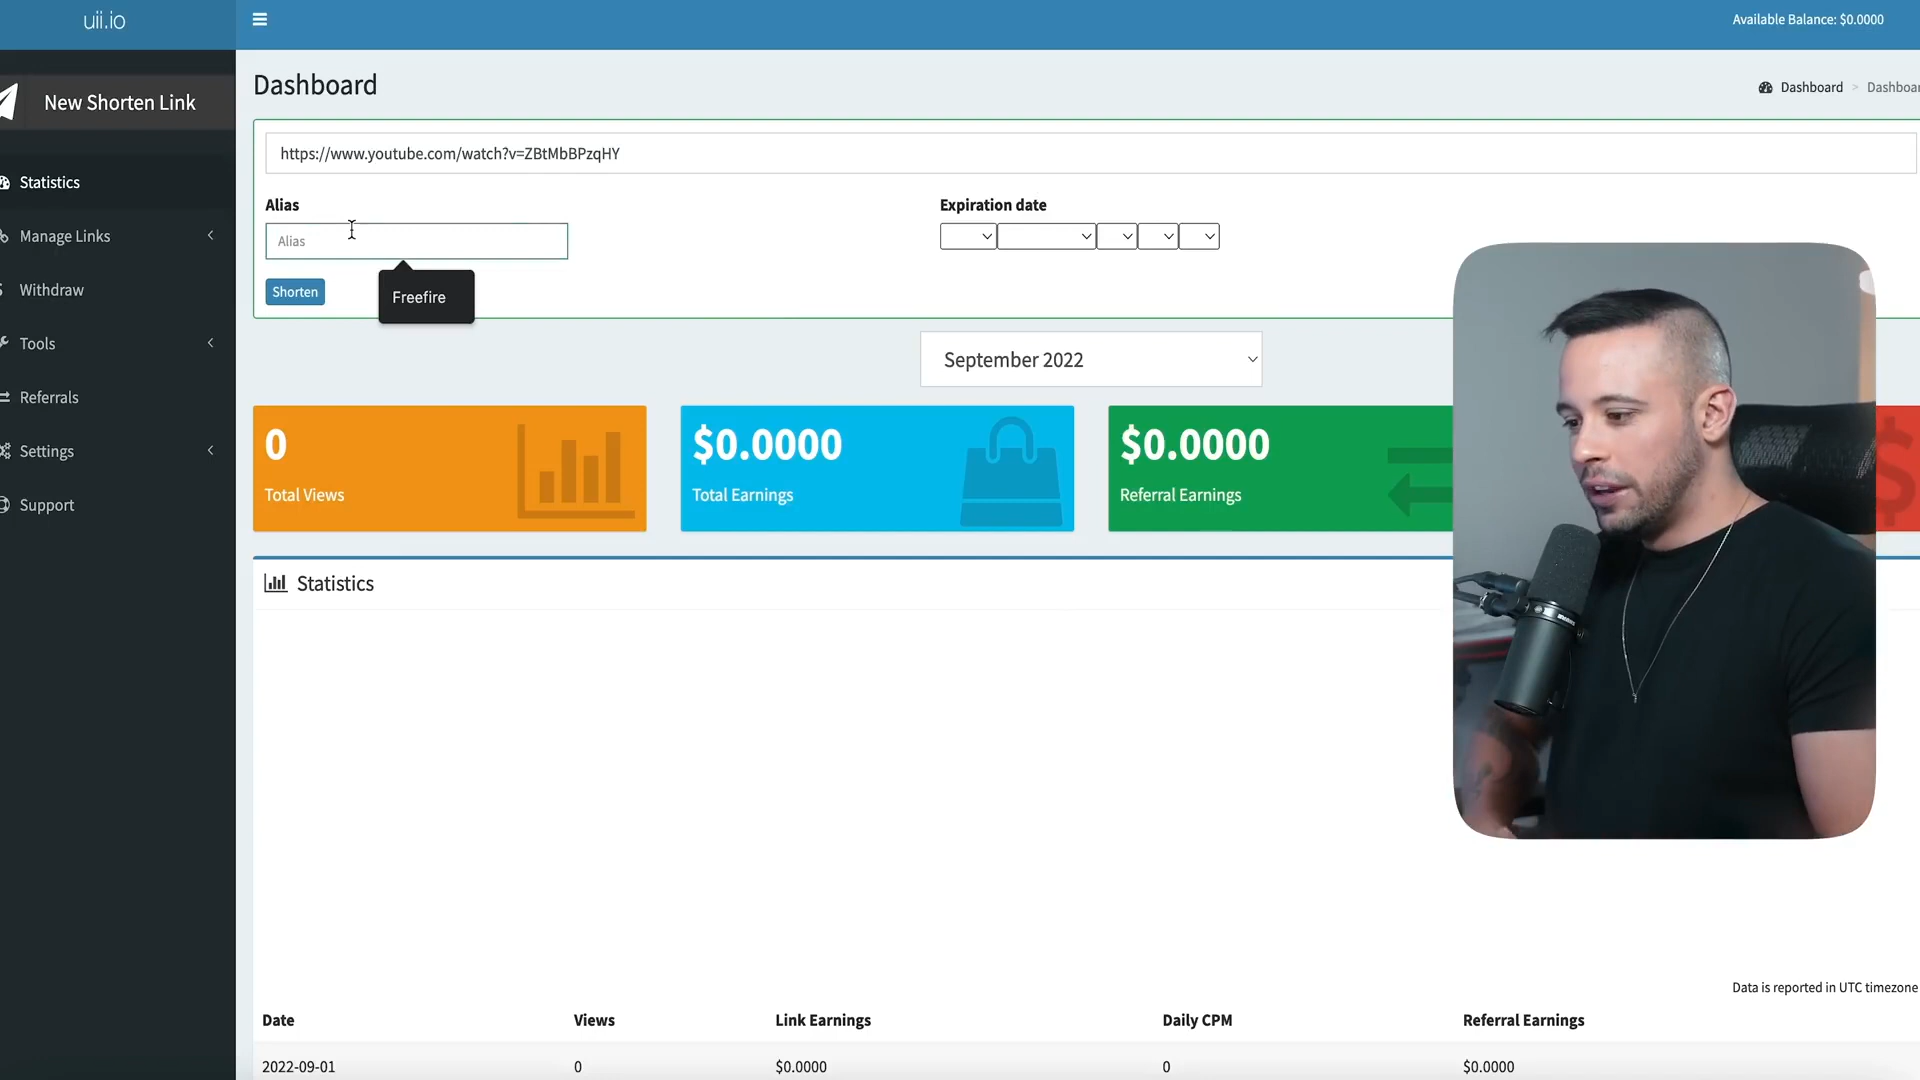 uii.io
Available Balance: $0.0000
New Shorten Link
Dashboard
Dashboard > Dashboar
https://www.youtube.com/watch?v=ZBtMbBPzqHY
Statistics
Alias
Expiration date
Manage Links
Alias
Shorten
Freefire
Withdraw
Tools
September 2022
Referrals
0
$0.0000
$0.0000
$
Settings
Total Views
Total Earnings
Referral Earnings
Support
Statistics
Data is reported in UTC timezone
Date Views Link Earnings Daily CPM Referral Earnings
2022-09-01 0 $0.0000 0 $0.0000